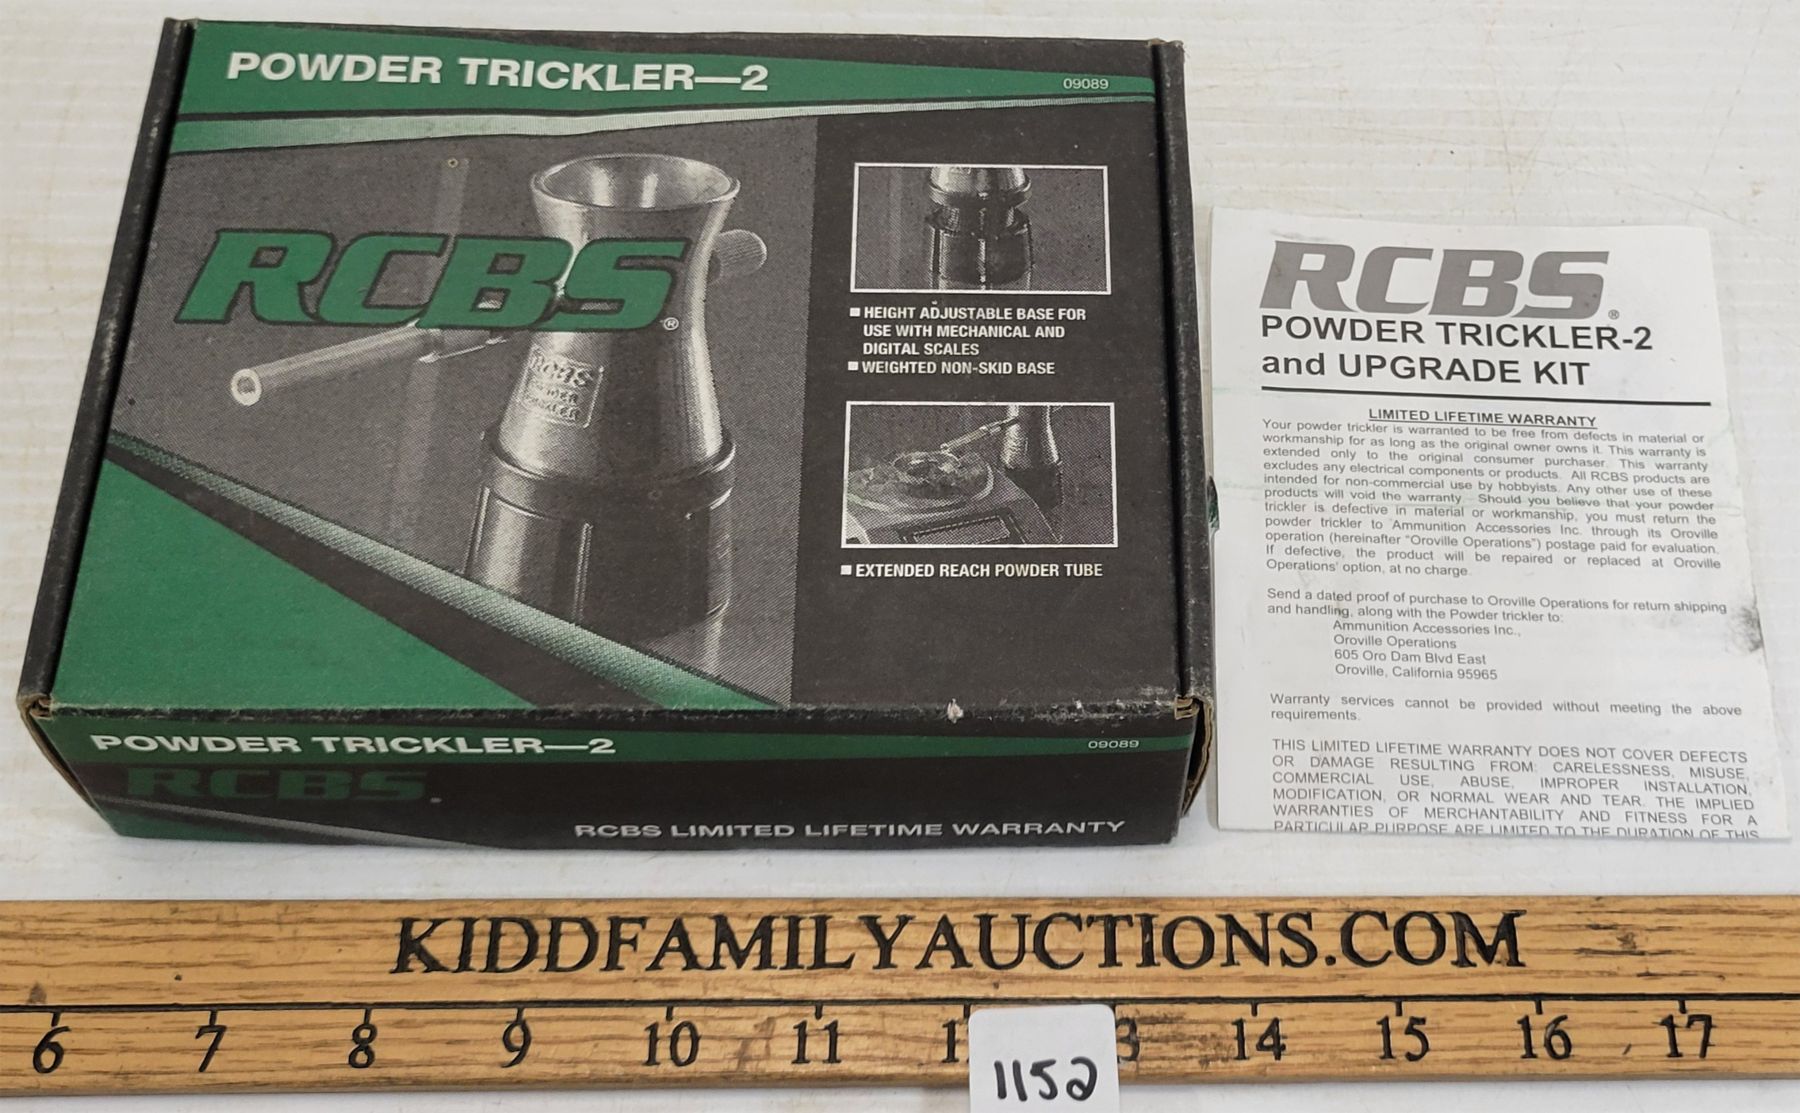 POWDER TRICKLER—2
09089
RCBS®
■ HEIGHT ADJUSTABLE BASE FOR
USE WITH MECHANICAL AND
DIGITAL SCALES
■ WEIGHTED NON-SKID BASE
■ EXTENDED REACH POWDER TUBE
POWDER TRICKLER—2
09089
RCBS
RCBS LIMITED LIFETIME WARRANTY
RCBS®
POWDER TRICKLER-2
and UPGRADE KIT
LIMITED LIFETIME WARRANTY
Your powder trickler is warranted to be free from defects in material or
workmanship for as long as the original owner owns it. This warranty is
extended only to the original consumer purchaser. This warranty
excludes any electrical components or products. All RCBS products are
intended for non-commercial use by hobbyists. Any other use of these
products will void the warranty. Should you believe that your powder
trickler is defective in material or workmanship, you must return the
powder trickler to Ammunition Accessories Inc. through its Oroville
operation (hereinafter "Oroville Operations") postage paid for evaluation.
If defective, the product will be repaired or replaced at Oroville
Operations' option, at no charge.
Send a dated proof of purchase to Oroville Operations for return shipping
and handling, along with the Powder trickler to:
Ammunition Accessories Inc.,
Oroville Operations
605 Oro Dam Blvd East
Oroville, California 95965
Warranty services cannot be provided without meeting the above
requirements.
THIS LIMITED LIFETIME WARRANTY DOES NOT COVER DEFECTS
OR DAMAGE RESULTING FROM: CARELESSNESS, MISUSE,
COMMERCIAL USE, ABUSE, IMPROPER INSTALLATION,
MODIFICATION, OR NORMAL WEAR AND TEAR. THE IMPLIED
WARRANTIES OF MERCHANTABILITY AND FITNESS FOR A
PARTICULAR PURPOSE ARE LIMITED TO THE DURATION OF THIS
KIDDFAMILYAUCTIONS.COM
6 7 8 9 10 11 1 3 14 15 16 17
1152